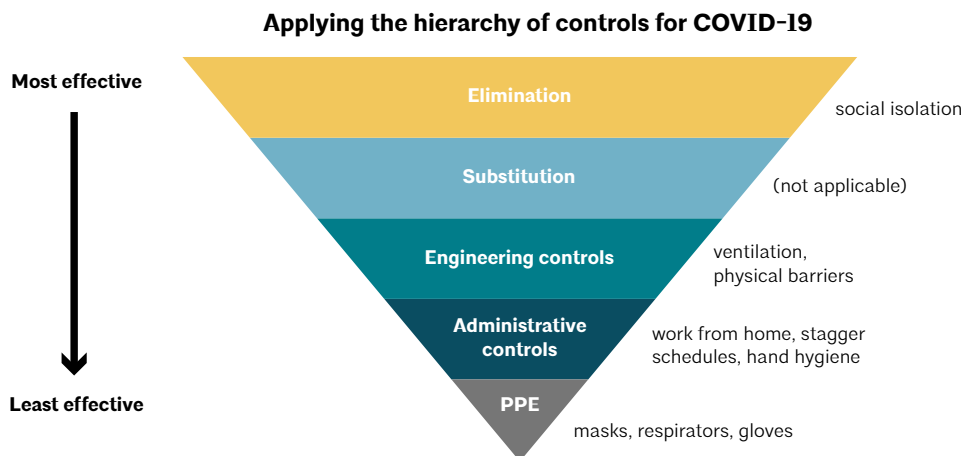 Applying the hierarchy of controls for COVID-19
Most effective
Elimination
social isolation
Substitution
(not applicable)
Engineering controls
ventilation,
physical barriers
Administrative
controls
work from home, stagger
schedules, hand hygiene
Least effective
PPE
masks, respirators, gloves